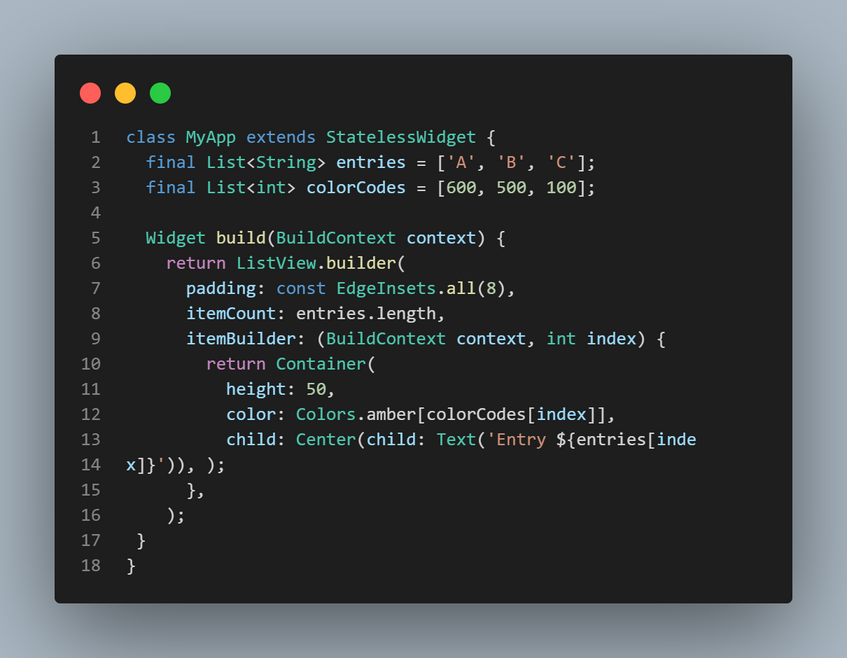 1 class MyApp extends StatelessWidget {
2   final List<String> entries = ['A', 'B', 'C'];
3   final List<int> colorCodes = [600, 500, 100];
4
5   Widget build(BuildContext context) {
6     return ListView.builder(
7       padding: const EdgeInsets.all(8),
8       itemCount: entries.length,
9       itemBuilder: (BuildContext context, int index) {
10         return Container(
11           height: 50,
12           color: Colors.amber[colorCodes[index]],
13           child: Center(child: Text('Entry ${entries[inde
14 x]}')), );
15       },
16     );
17  }
18 }